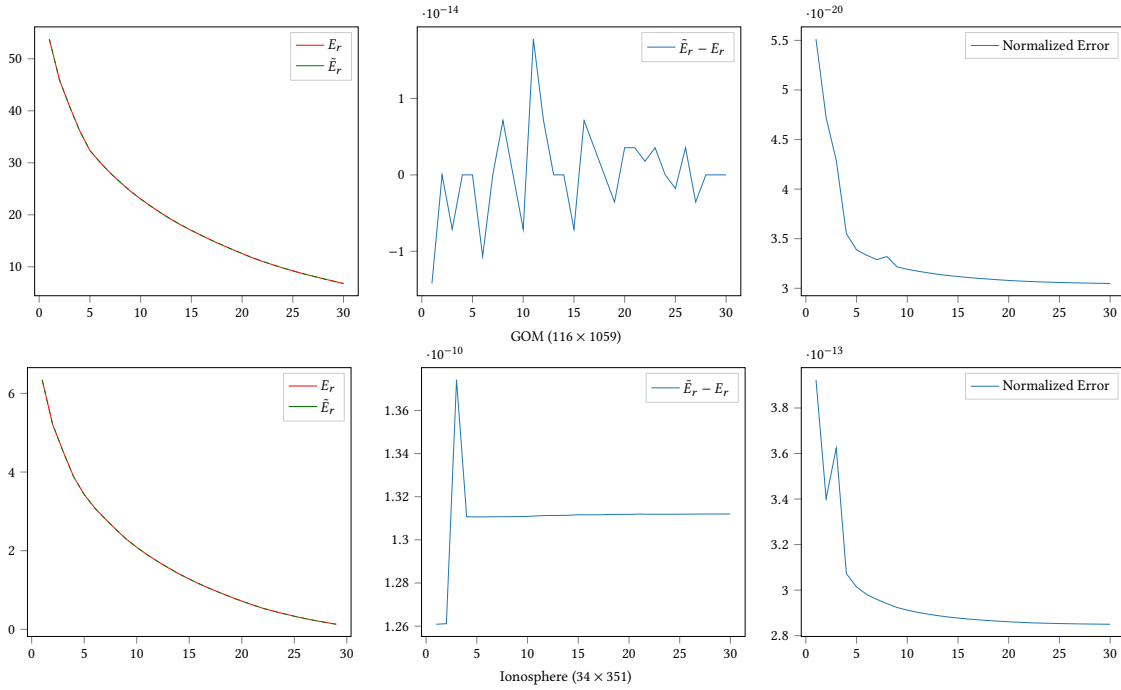 ·10⁻¹⁴
·10⁻²⁰
50
40
30
20
10
0 5 10 15 20 25 30
E_r
Ẽ_r
1
0
−1
0 5 10 15 20 25 30
Ẽ_r − E_r
5.5
5
4.5
4
3.5
3
0 5 10 15 20 25 30
Normalized Error
GOM (116 × 1059)
·10⁻¹⁰
·10⁻¹³
6
4
2
0
0 5 10 15 20 25 30
E_r
Ẽ_r
1.36
1.34
1.32
1.3
1.28
1.26
0 5 10 15 20 25 30
Ẽ_r − E_r
3.8
3.6
3.4
3.2
3
2.8
0 5 10 15 20 25 30
Normalized Error
Ionosphere (34 × 351)